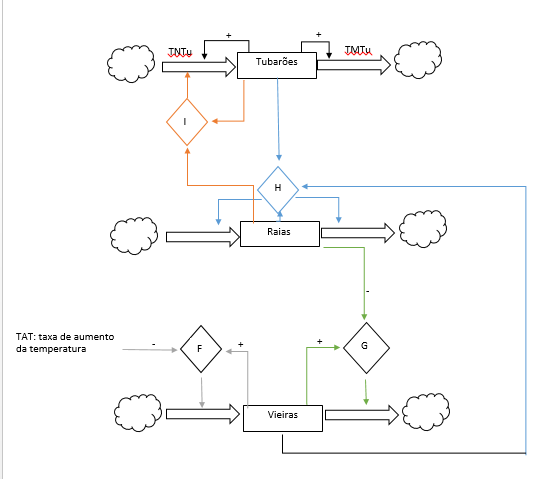 +
+
TNTu
TMTu
Tubarões
I
H
Raias
-
TAT: taxa de aumento
da temperatura
-
F
+
+
G
Vieiras